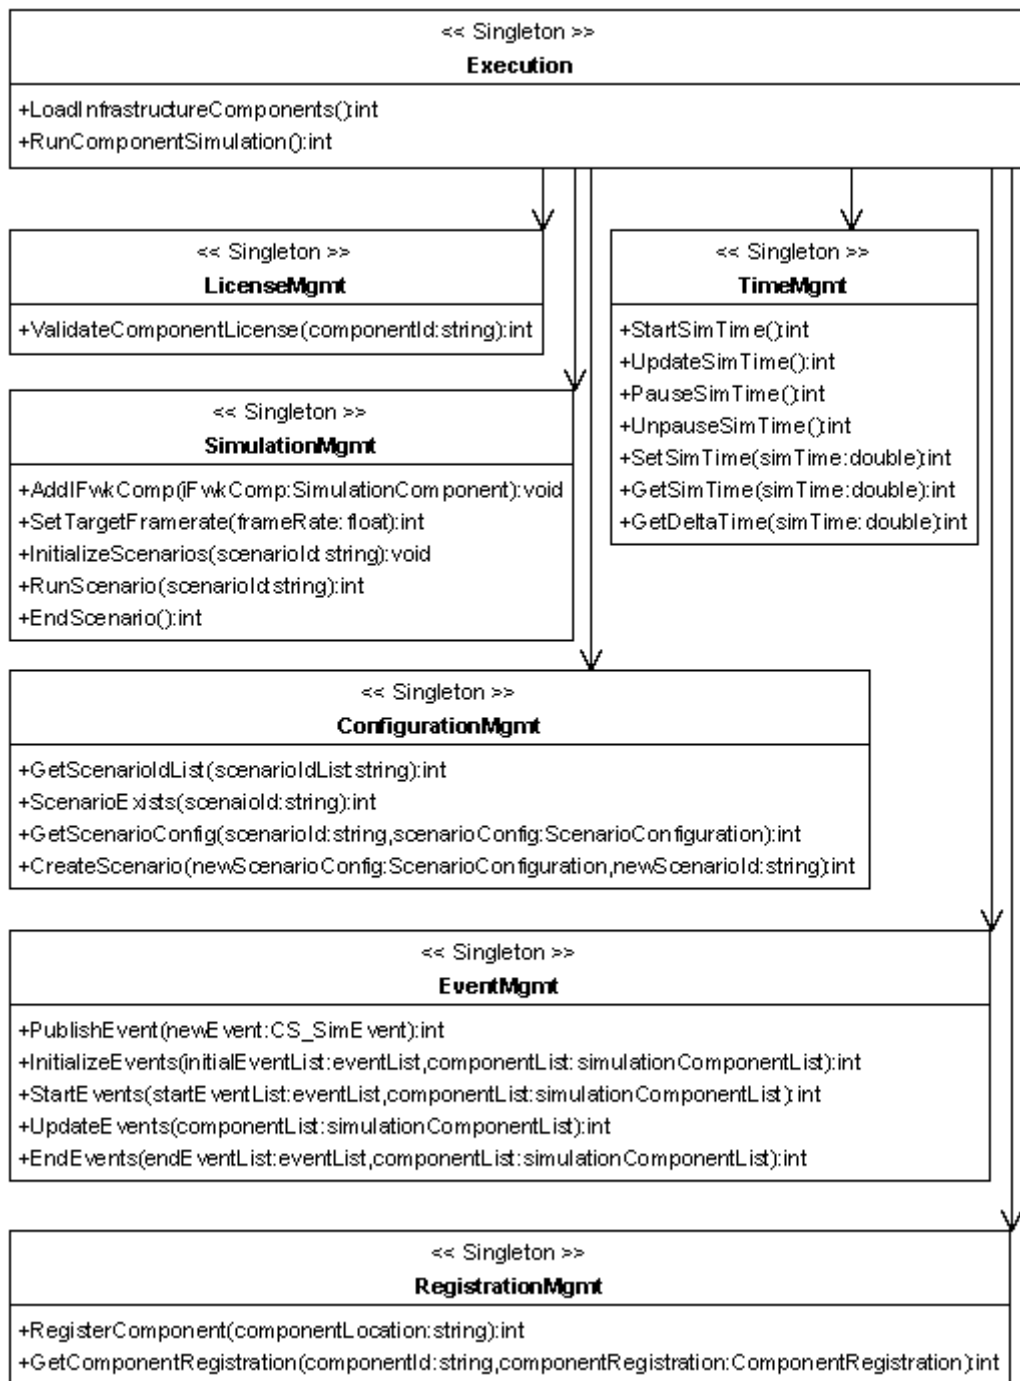 << Singleton >>
Execution
+LoadInfrastructureComponents():int
+RunComponentSimulation():int
<< Singleton >>
LicenseMgmt
+ValidateComponentLicense(componentId:string):int
<< Singleton >>
TimeMgmt
+StartSimTime():int
+UpdateSimTime():int
+PauseSimTime():int
+UnpauseSimTime():int
+SetSimTime(simTime:double):int
+GetSimTime(simTime:double):int
+GetDeltaTime(simTime:double):int
<< Singleton >>
SimulationMgmt
+AddIFwkComp(iFwkComp:SimulationComponent):void
+SetTargetFramerate(frameRate:float):int
+InitializeScenarios(scenarioId:string):void
+RunScenario(scenarioId:string):int
+EndScenario():int
<< Singleton >>
ConfigurationMgmt
+GetScenarioIdList(scenarioIdList:string):int
+ScenarioExists(scenaioId:string):int
+GetScenarioConfig(scenarioId:string,scenarioConfig:ScenarioConfiguration):int
+CreateScenario(newScenarioConfig:ScenarioConfiguration,newScenarioId:string):int
<< Singleton >>
EventMgmt
+PublishEvent(newEvent:CS_SimEvent):int
+InitializeEvents(initialEventList:eventList,componentList:simulationComponentList):int
+StartEvents(startEventList:eventList,componentList:simulationComponentList):int
+UpdateEvents(componentList:simulationComponentList):int
+EndEvents(endEventList:eventList,componentList:simulationComponentList):int
<< Singleton >>
RegistrationMgmt
+RegisterComponent(componentLocation:string):int
+GetComponentRegistration(componentId:string,componentRegistration:ComponentRegistration):int